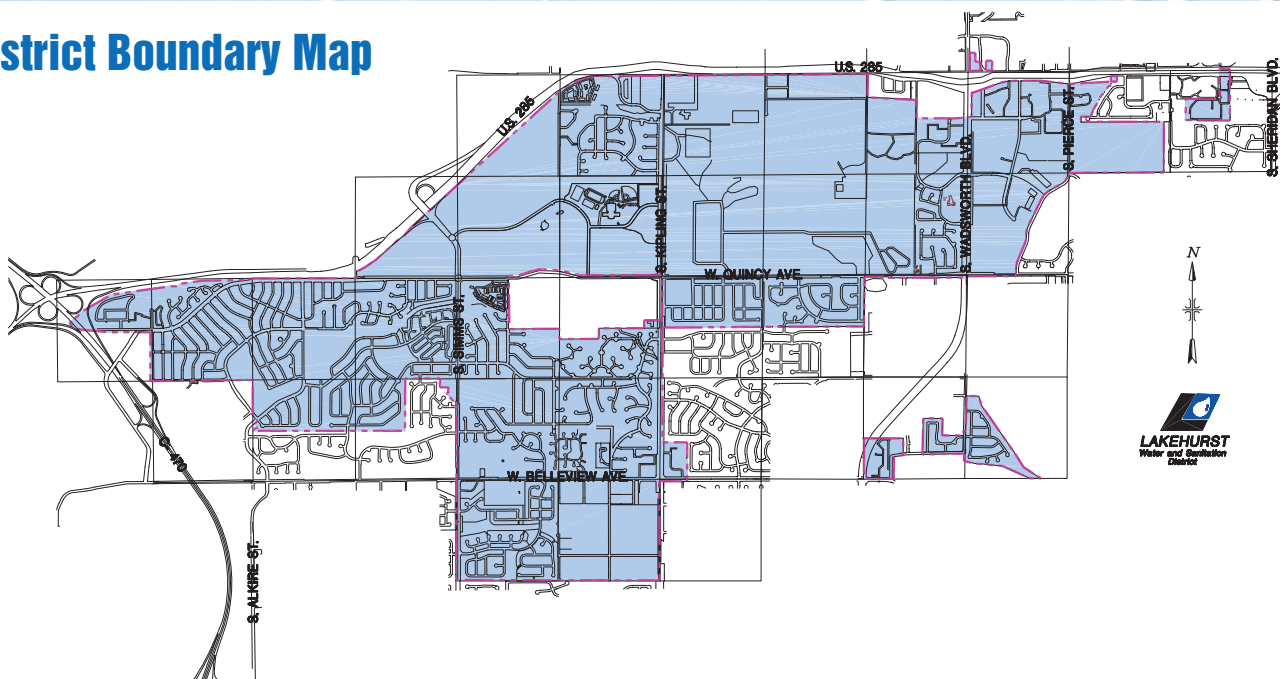 strict Boundary Map
U.S. 285
U.S. 285
S. SHERIDAN BLVD.
S. PIERCE ST.
S. WADSWORTH BLVD.
S. KIPLING ST.
W. QUINCY AVE.
N
S. SIMMS ST.
LAKEHURST
Water and Sanitation
District
C-470
W. BELLEVIEW AVE.
S. ALKIRE ST.